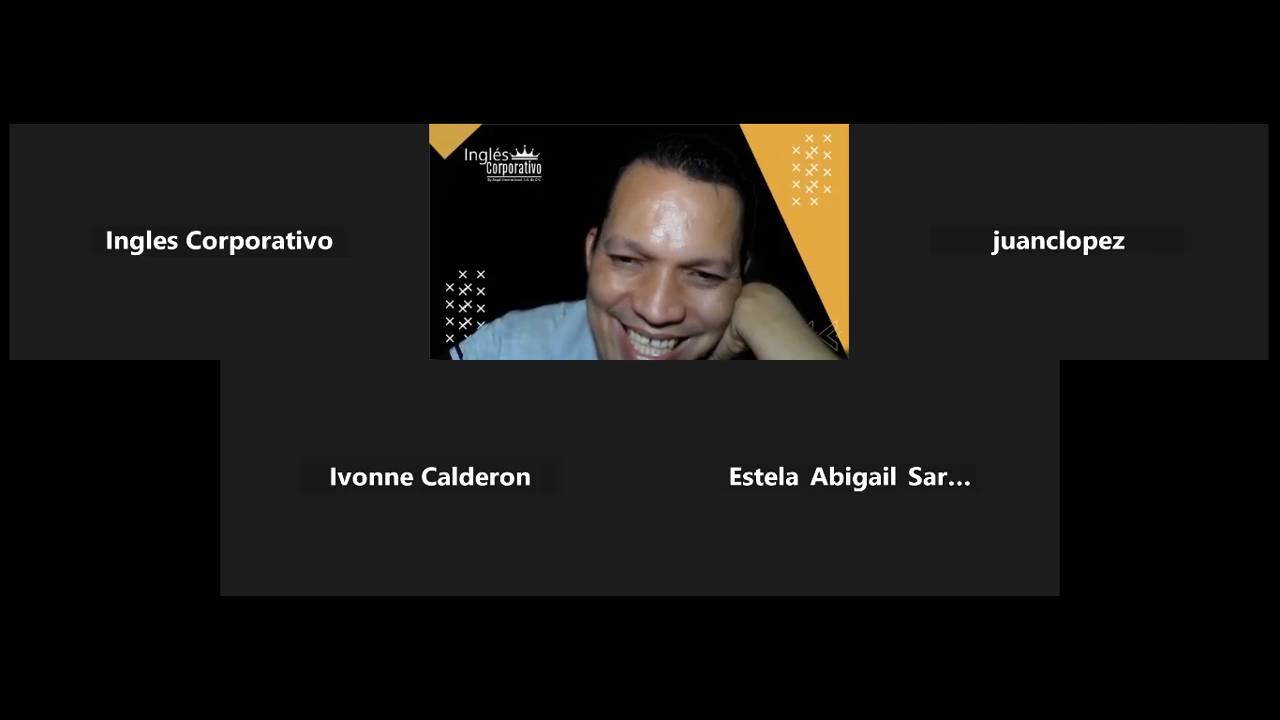 Ingles Corporativo
Inglés
Corporativo
juanclopez
Ivonne Calderon
Estela Abigail Sar...